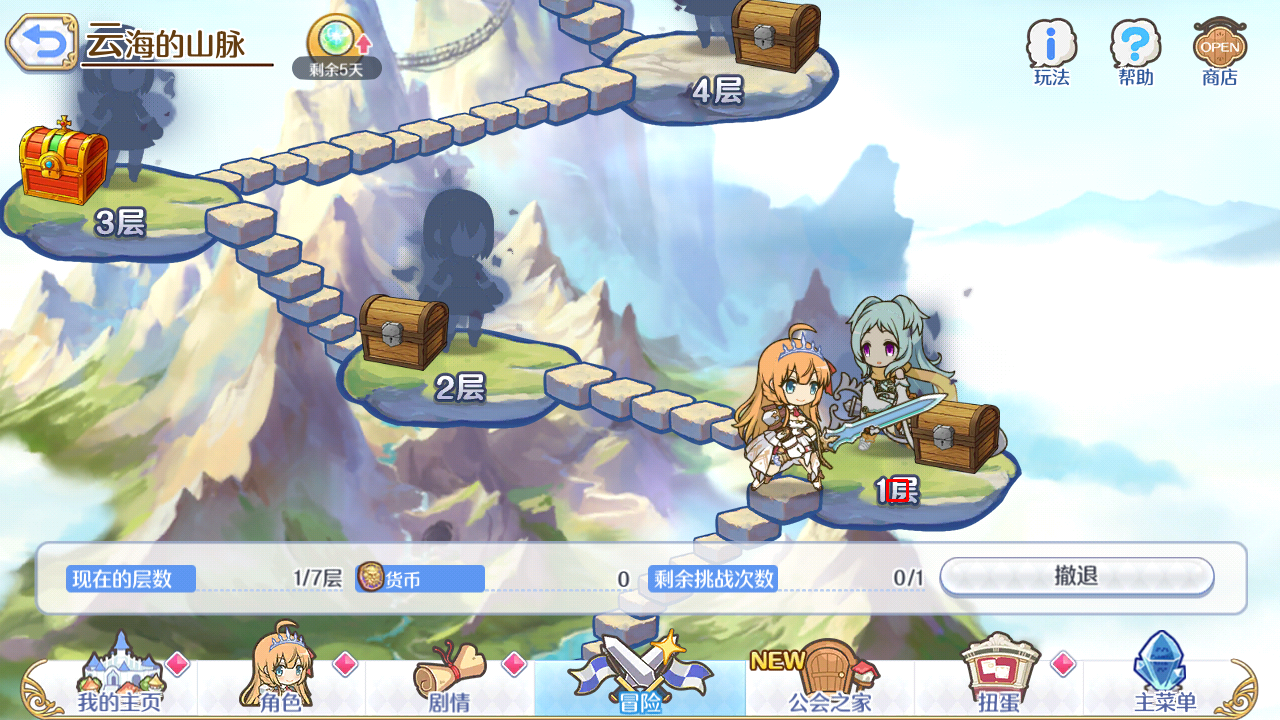 云海的山脉
剩余5天
玩法
帮助
OPEN
商店
4层
3层
2层
1层
现在的层数
1/7层
货币
0
剩余挑战次数
0/1
撤退
我的主页
角色
剧情
冒险
NEW
公会之家
扭蛋
主菜单